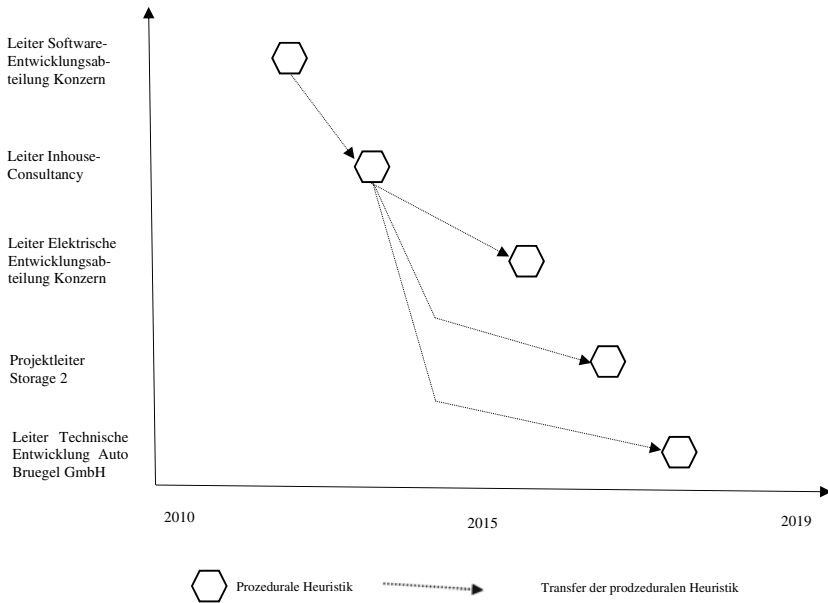 Leiter Software-
Entwicklungsab-
teilung Konzern
Leiter Inhouse-
Consultancy
Leiter Elektrische
Entwicklungsab-
teilung Konzern
Projektleiter
Storage 2
Leiter Technische
Entwicklung Auto
Bruegel GmbH
2010
2015
2019
Prozedurale Heuristik
Transfer der prodzeduralen Heuristik